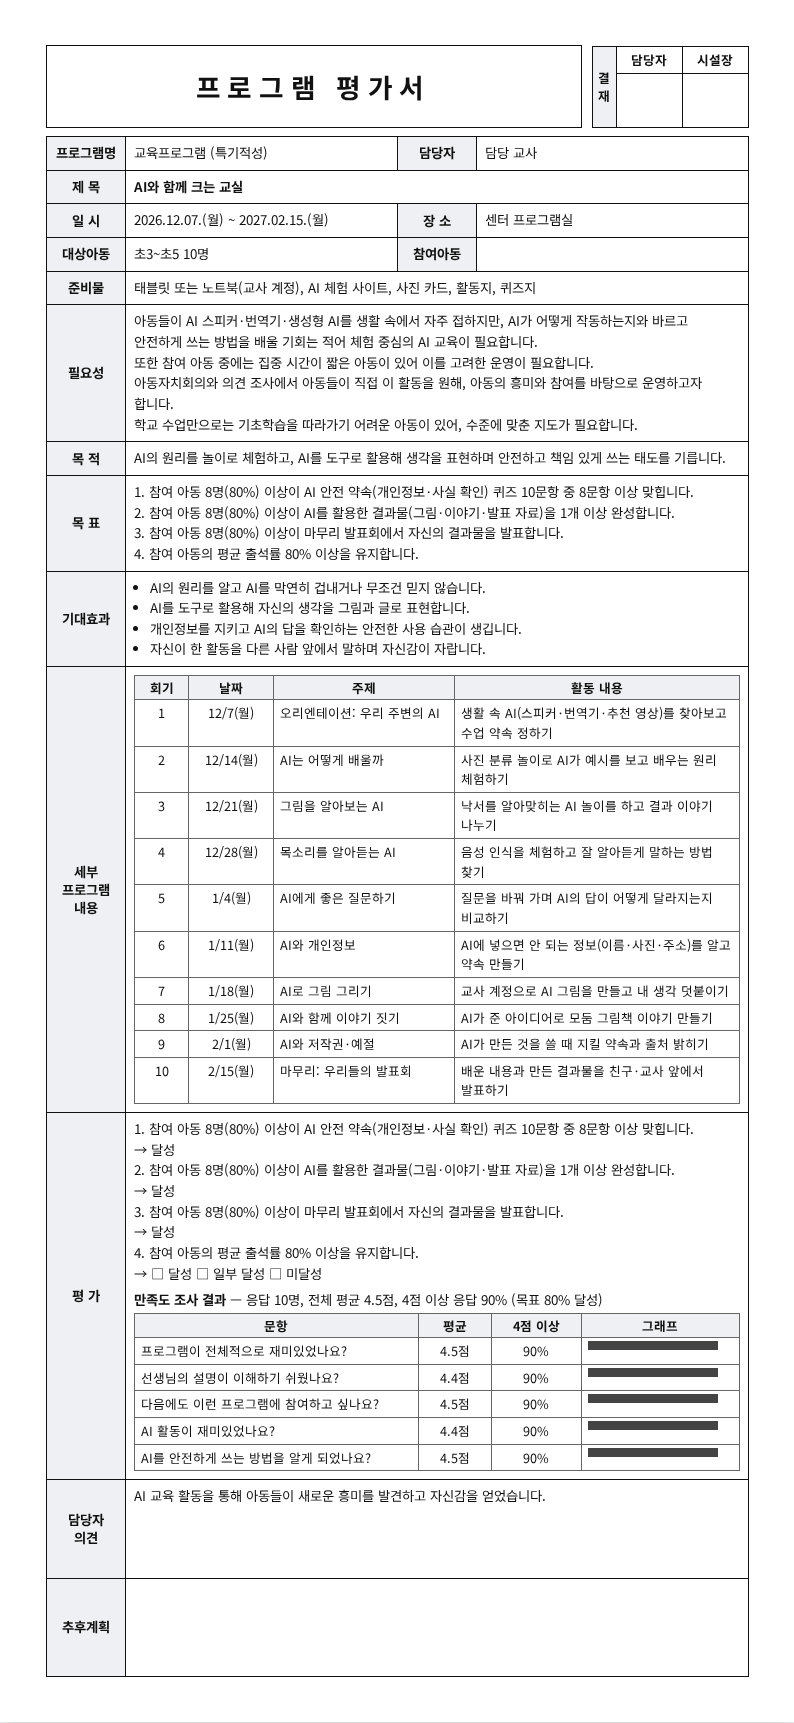 프로그램 평가서
결재
담당자 시설장
프로그램명 교육프로그램 (특기적성) 담당자 담당 교사
제 목 AI와 함께 크는 교실
일 시 2026.12.07.(월) ~ 2027.02.15.(월) 장 소 센터 프로그램실
대상아동 초3~초5 10명 참여아동
준비물 태블릿 또는 노트북(교사 계정), AI 체험 사이트, 사진 카드, 활동지, 퀴즈지
필요성
아동들이 AI 스피커·번역기·생성형 AI를 생활 속에서 자주 접하지만, AI가 어떻게 작동하는지와 바르고
안전하게 쓰는 방법을 배울 기회는 적어 체험 중심의 AI 교육이 필요합니다.
또한 참여 아동 중에는 집중 시간이 짧은 아동이 있어 이를 고려한 운영이 필요합니다.
아동자치회의와 의견 조사에서 아동들이 직접 이 활동을 원해, 아동의 흥미와 참여를 바탕으로 운영하고자
합니다.
학교 수업만으로는 기초학습을 따라가기 어려운 아동이 있어, 수준에 맞춘 지도가 필요합니다.
목 적 AI의 원리를 놀이로 체험하고, AI를 도구로 활용해 생각을 표현하며 안전하고 책임 있게 쓰는 태도를 기릅니다.
목 표
1. 참여 아동 8명(80%) 이상이 AI 안전 약속(개인정보·사실 확인) 퀴즈 10문항 중 8문항 이상 맞힙니다.
2. 참여 아동 8명(80%) 이상이 AI를 활용한 결과물(그림·이야기·발표 자료)을 1개 이상 완성합니다.
3. 참여 아동 8명(80%) 이상이 마무리 발표회에서 자신의 결과물을 발표합니다.
4. 참여 아동의 평균 출석률 80% 이상을 유지합니다.
기대효과
• AI의 원리를 알고 AI를 막연히 겁내거나 무조건 믿지 않습니다.
• AI를 도구로 활용해 자신의 생각을 그림과 글로 표현합니다.
• 개인정보를 지키고 AI의 답을 확인하는 안전한 사용 습관이 생깁니다.
• 자신이 한 활동을 다른 사람 앞에서 말하며 자신감이 자랍니다.
세부
프로그램
내용
회기 날짜 주제 활동 내용
1 12/7(월) 오리엔테이션: 우리 주변의 AI 생활 속 AI(스피커·번역기·추천 영상)를 찾아보고
수업 약속 정하기
2 12/14(월) AI는 어떻게 배울까 사진 분류 놀이로 AI가 예시를 보고 배우는 원리
체험하기
3 12/21(월) 그림을 알아보는 AI 낙서를 알아맞히는 AI 놀이를 하고 결과 이야기
나누기
4 12/28(월) 목소리를 알아듣는 AI 음성 인식을 체험하고 잘 알아듣게 말하는 방법
찾기
5 1/4(월) AI에게 좋은 질문하기 질문을 바꿔 가며 AI의 답이 어떻게 달라지는지
비교하기
6 1/11(월) AI와 개인정보 AI에 넣으면 안 되는 정보(이름·사진·주소)를 알고
약속 만들기
7 1/18(월) AI로 그림 그리기 교사 계정으로 AI 그림을 만들고 내 생각 덧붙이기
8 1/25(월) AI와 함께 이야기 짓기 AI가 준 아이디어로 모둠 그림책 이야기 만들기
9 2/1(월) AI와 저작권·예절 AI가 만든 것을 쓸 때 지킬 약속과 출처 밝히기
10 2/15(월) 마무리: 우리들의 발표회 배운 내용과 만든 결과물을 친구·교사 앞에서
발표하기
평 가
1. 참여 아동 8명(80%) 이상이 AI 안전 약속(개인정보·사실 확인) 퀴즈 10문항 중 8문항 이상 맞힙니다.
→ 달성
2. 참여 아동 8명(80%) 이상이 AI를 활용한 결과물(그림·이야기·발표 자료)을 1개 이상 완성합니다.
→ 달성
3. 참여 아동 8명(80%) 이상이 마무리 발표회에서 자신의 결과물을 발표합니다.
→ 달성
4. 참여 아동의 평균 출석률 80% 이상을 유지합니다.
→ □ 달성 □ 일부 달성 □ 미달성
만족도 조사 결과 — 응답 10명, 전체 평균 4.5점, 4점 이상 응답 90% (목표 80% 달성)
문항 평균 4점 이상 그래프
프로그램이 전체적으로 재미있었나요? 4.5점 90%
선생님의 설명이 이해하기 쉬웠나요? 4.4점 90%
다음에도 이런 프로그램에 참여하고 싶나요? 4.5점 90%
AI 활동이 재미있었나요? 4.4점 90%
AI를 안전하게 쓰는 방법을 알게 되었나요? 4.5점 90%
담당자
의견
AI 교육 활동을 통해 아동들이 새로운 흥미를 발견하고 자신감을 얻었습니다.
추후계획